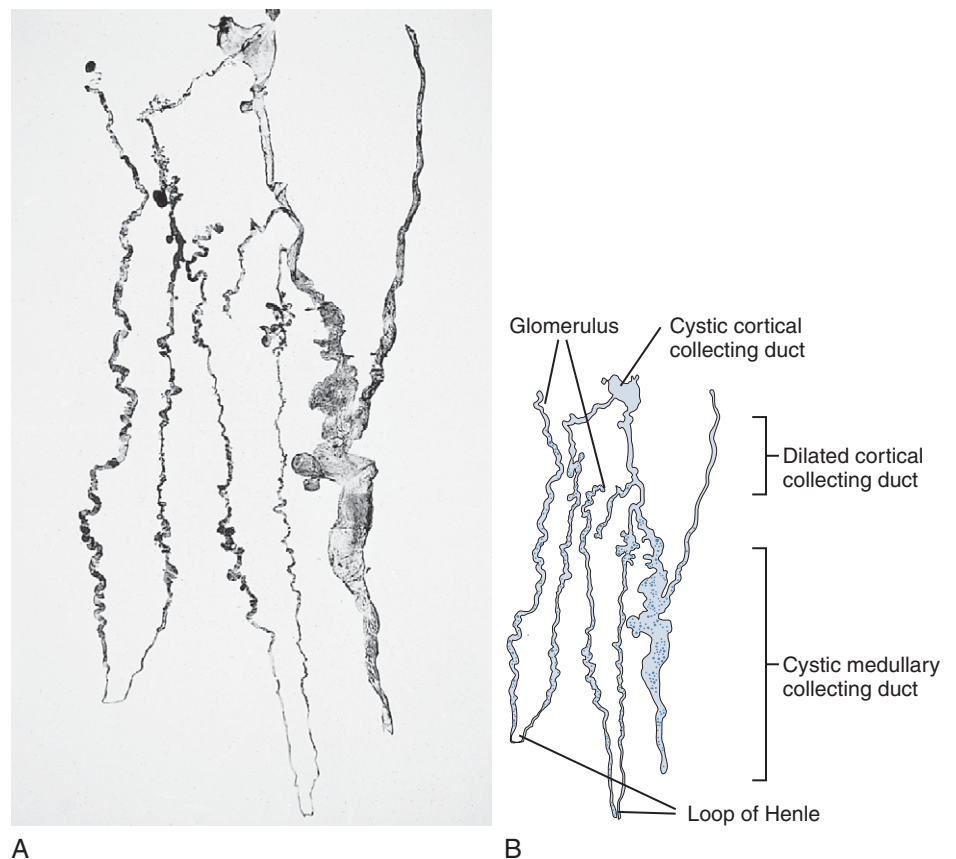 Glomerulus
Cystic cortical
collecting duct
Dilated cortical
collecting duct
Cystic medullary
collecting duct
Loop of Henle
A
B